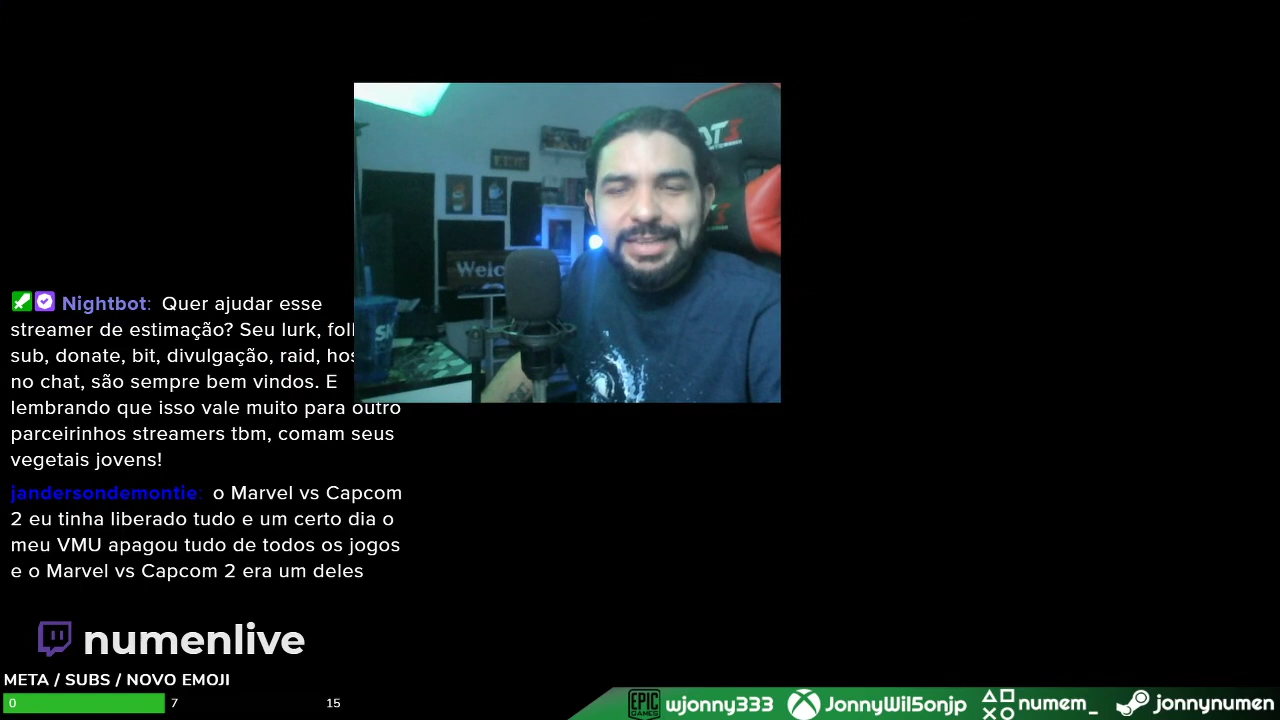 Nightbot: Quer ajudar esse
streamer de estimação? Seu lurk, foll
sub, donate, bit, divulgação, raid, hos
no chat, são sempre bem vindos. E
lembrando que isso vale muito para outro
parceirinhos streamers tbm, comam seus
vegetais jovens!
jandersondemontie: o Marvel vs Capcom
2 eu tinha liberado tudo e um certo dia o
meu VMU apagou tudo de todos os jogos
e o Marvel vs Capcom 2 era um deles
numenlive
META / SUBS / NOVO EMOJI
0 7 15
EPIC GAMES wjonny333 JonnyWil5onjp numem_ jonnynumen